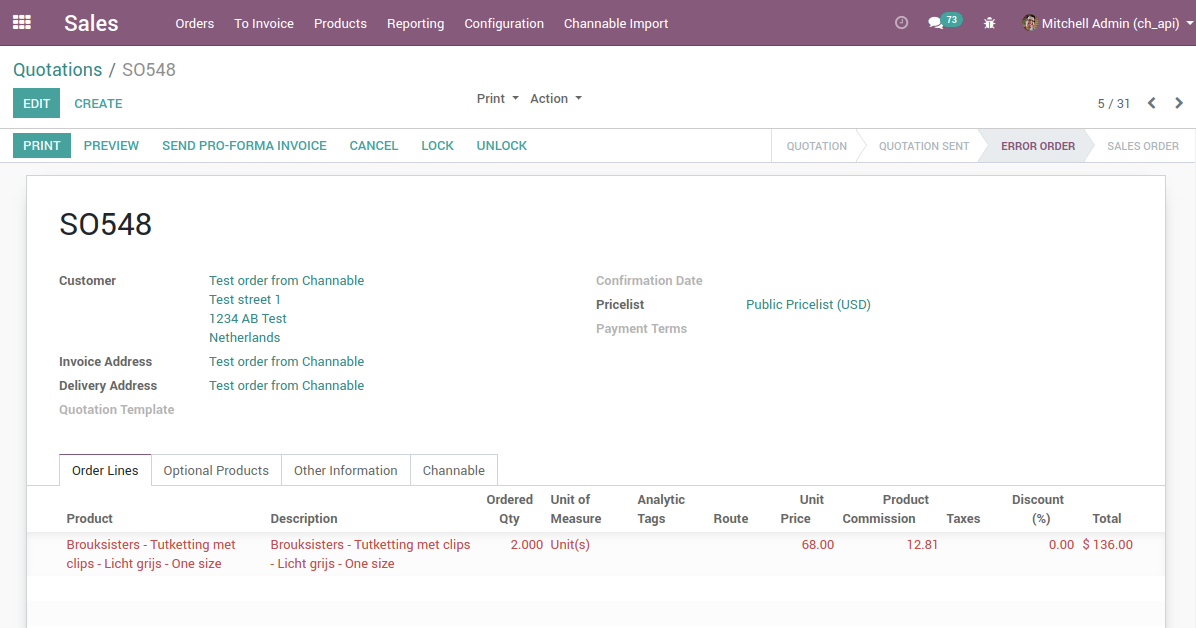 Sales Orders To Invoice Products Reporting Configuration Channable Import 73 Mitchell Admin (ch_api)
Quotations / SO548
EDIT CREATE Print Action 5 / 31
PRINT PREVIEW SEND PRO-FORMA INVOICE CANCEL LOCK UNLOCK QUOTATION QUOTATION SENT ERROR ORDER SALES ORDER
SO548
Customer Test order from Channable Confirmation Date
Test street 1
Pricelist Public Pricelist (USD)
1234 AB Test
Payment Terms
Netherlands
Invoice Address Test order from Channable
Delivery Address Test order from Channable
Quotation Template
Order Lines Optional Products Other Information Channable
Ordered Unit of Analytic Unit Product Discount
Product Description Qty Measure Tags Route Price Commission Taxes (%) Total
Brouksisters - Tutketting met Brouksisters - Tutketting met clips 2.000 Unit(s) 68.00 12.81 0.00 $ 136.00
clips - Licht grijs - One size - Licht grijs - One size